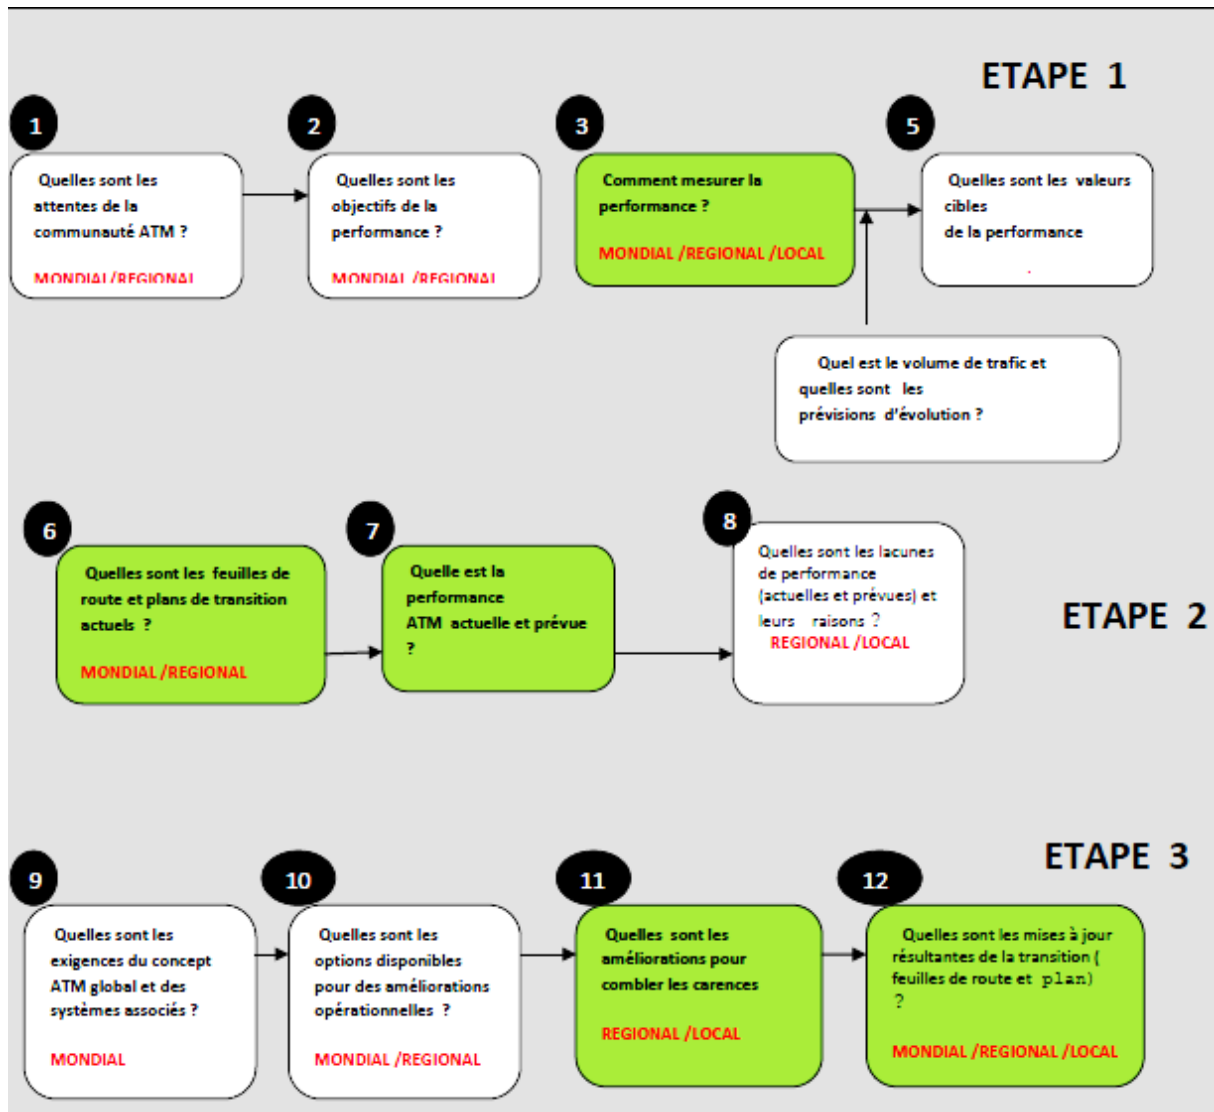 ETAPE 1
1
Quelles sont les
attentes de la
communauté ATM ?
MONDIAL/REGIONAL
2
Quelles sont les
objectifs de la
performance ?
MONDIAL /REGIONAL
3
Comment mesurer la
performance ?
MONDIAL /REGIONAL /LOCAL
5
Quelles sont les valeurs
cibles
de la performance
Quel est le volume de trafic et
quelles sont les
prévisions d'évolution ?
ETAPE 2
6
Quelles sont les feuilles de
route et plans de transition
actuels ?
MONDIAL /REGIONAL
7
Quelle est la
performance
ATM actuelle et prévue
?
8
Quelles sont les lacunes
de performance
(actuelles et prévues) et
leurs raisons ?
REGIONAL /LOCAL
ETAPE 3
9
Quelles sont les
exigences du concept
ATM global et des
systèmes associés ?
MONDIAL
10
Quelles sont les
options disponibles
pour des améliorations
opérationnelles ?
MONDIAL /REGIONAL
11
Quelles sont les
améliorations pour
combler les carences
REGIONAL /LOCAL
12
Quelles sont les mises à jour
résultantes de la transition (
feuilles de route et plan)
?
MONDIAL /REGIONAL /LOCAL